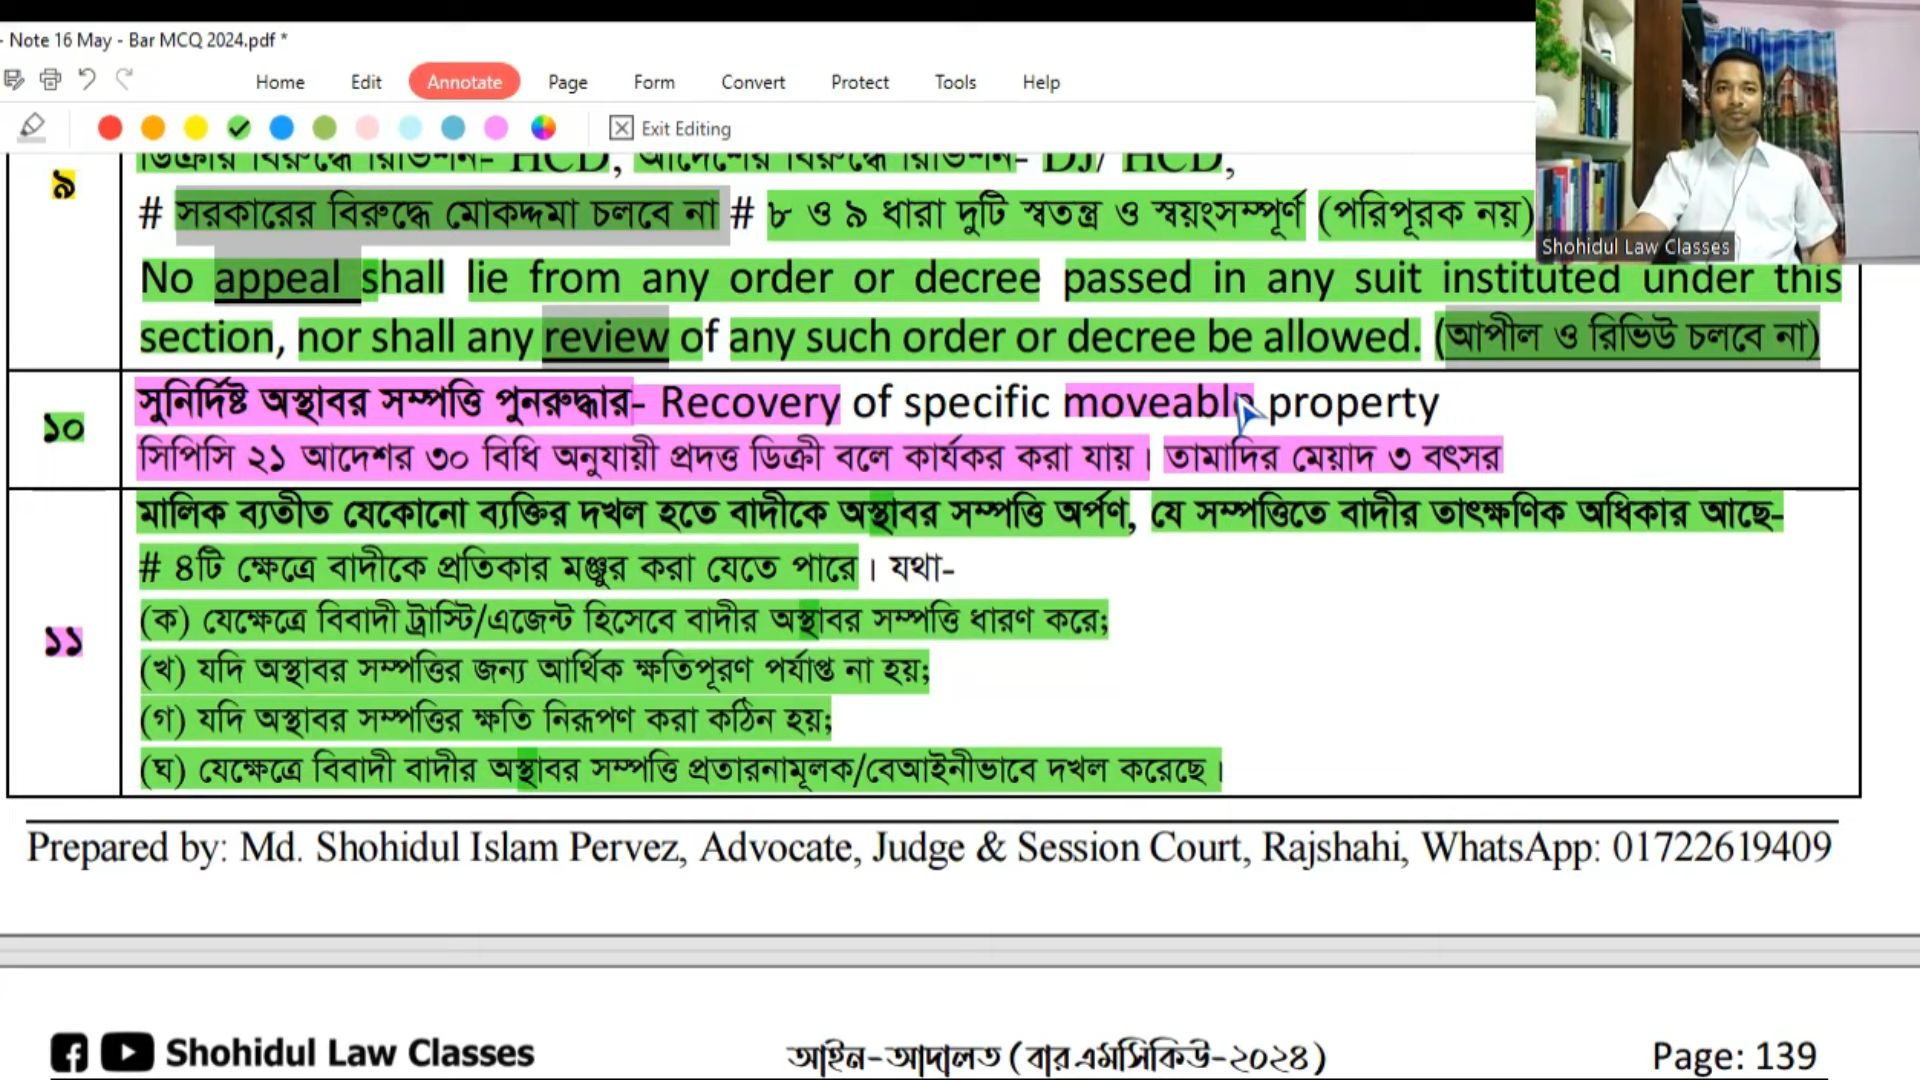 - Note 16 May - Bar MCQ 2024.pdf *
Home Edit Annotate Page Form Convert Protect Tools Help
Exit Editing
ডিক্রীর বিরুদ্ধে রিভিশন- HCD, আদেশের বিরুদ্ধে রিভিশন- DJ/ HCD,
৯
# সরকারের বিরুদ্ধে মোকদ্দমা চলবে না # ৮ ও ৯ ধারা দুটি স্বতন্ত্র ও স্বয়ংসম্পূর্ণ (পরিপূরক নয়)
Shohidul Law Classes
No appeal shall lie from any order or decree passed in any suit instituted under this
section, nor shall any review of any such order or decree be allowed. (আপীল ও রিভিউ চলবে না)
১০
সুনির্দিষ্ট অস্থাবর সম্পত্তি পুনরুদ্ধার- Recovery of specific moveable property
সিপিসি ২১ আদেশর ৩০ বিধি অনুযায়ী প্রদত্ত ডিক্রী বলে কার্যকর করা যায়। তামাদির মেয়াদ ৩ বৎসর
১১
মালিক ব্যতীত যেকোনো ব্যক্তির দখল হতে বাদীকে অস্থাবর সম্পত্তি অর্পণ, যে সম্পত্তিতে বাদীর তাৎক্ষণিক অধিকার আছে-
# ৪টি ক্ষেত্রে বাদীকে প্রতিকার মঞ্জুর করা যেতে পারে। যথা-
(ক) যেক্ষেত্রে বিবাদী ট্রাস্টি/এজেন্ট হিসেবে বাদীর অস্থাবর সম্পত্তি ধারণ করে;
(খ) যদি অস্থাবর সম্পত্তির জন্য আর্থিক ক্ষতিপূরণ পর্যাপ্ত না হয়;
(গ) যদি অস্থাবর সম্পত্তির ক্ষতি নিরূপণ করা কঠিন হয়;
(ঘ) যেক্ষেত্রে বিবাদী বাদীর অস্থাবর সম্পত্তি প্রতারনামূলক/বেআইনীভাবে দখল করেছে।
Prepared by: Md. Shohidul Islam Pervez, Advocate, Judge & Session Court, Rajshahi, WhatsApp: 01722619409
Shohidul Law Classes আইন-আদালত (বার এমসিকিউ-২০২৪) Page: 139